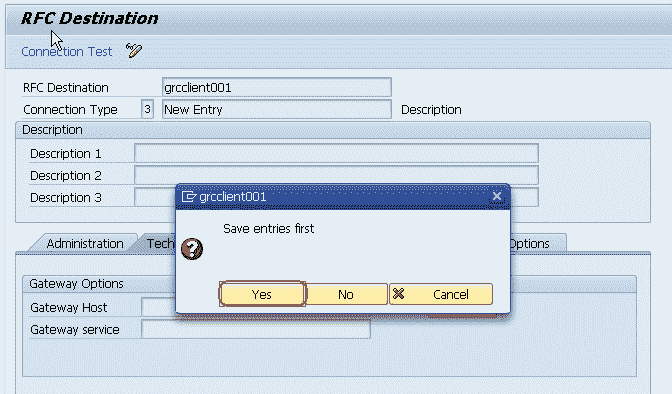 RFC Destination
Connection Test
RFC Destination grcclient001
Connection Type 3 New Entry Description
Description
Description 1
Description 2
Description 3
grcclient001
Save entries first
Administration Tech Options
Yes No Cancel
Gateway Options
Gateway Host
Gateway service